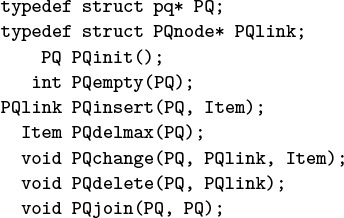 typedef struct pq* PQ;
typedef struct PQnode* PQlink;
PQ PQinit();
int PQempty(PQ);
PQlink PQinsert(PQ, Item);
Item PQdelmax(PQ);
void PQchange(PQ, PQlink, Item);
void PQdelete(PQ, PQlink);
void PQjoin(PQ, PQ);